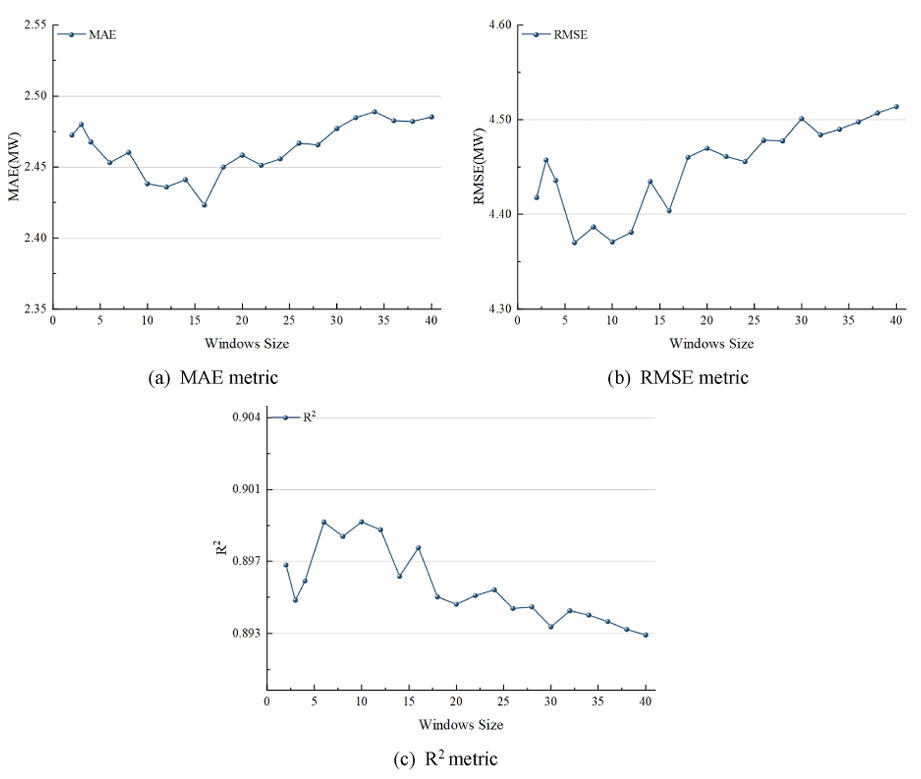 2.55
MAE
2.50
2.45
2.40
2.35
MAE(MW)
0 5 10 15 20 25 30 35 40
Windows Size
(a) MAE metric
4.60
RMSE
4.50
4.40
4.30
RMSE(MW)
0 5 10 15 20 25 30 35 40
Windows Size
(b) RMSE metric
0.904
R²
0.901
0.897
0.893
R²
0 5 10 15 20 25 30 35 40
Windows Size
(c) R² metric